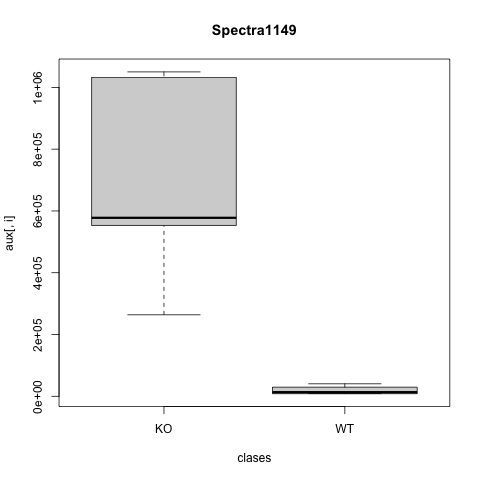 Spectra1149
1e+06
8e+05
6e+05
4e+05
2e+05
0e+00
aux[, i]
KO WT
clases